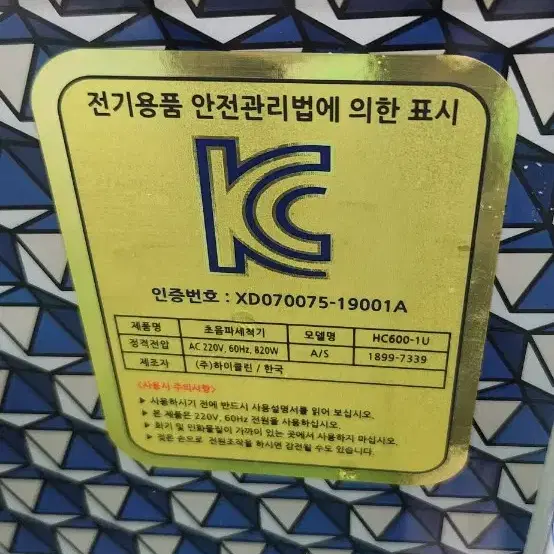 전기용품 안전관리법에 의한 표시
KC
인증번호 : XD070075-19001A
제품명 초음파세척기 모델명 HC600-1U
정격전압 AC 220V, 60Hz, 820W A/S 1899-7339
제조자 (주)하이클린 / 한국
<사용시 주의사항>
▶ 사용하시기 전에 반드시 사용설명서를 읽어 보십시오.
▶ 본 제품은 220V, 60Hz 전원을 사용하십시오.
▶ 화기 및 인화물질이 가까이 있는 곳에서 사용하지 마십시오.
▶ 젖은 손으로 전원조작을 하시면 감전될 수도 있습니다.